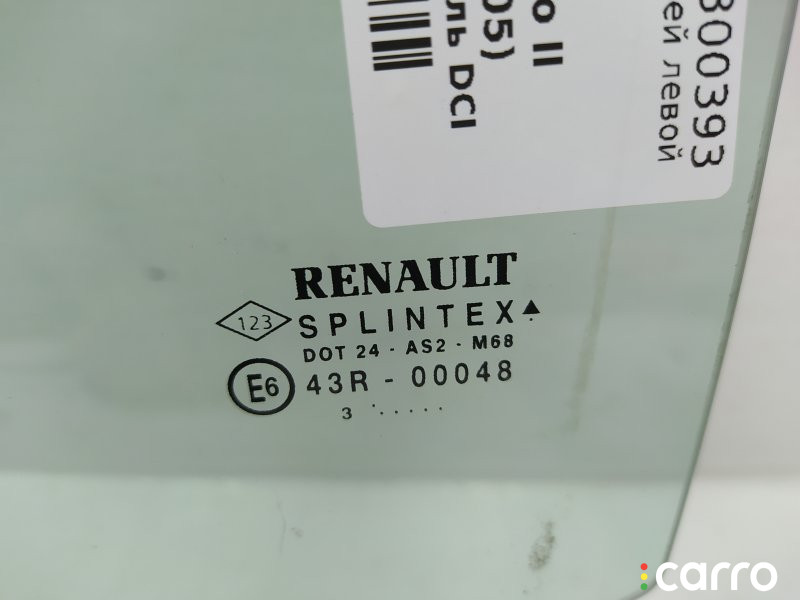 о II
05)
ль DCI
300393
ей левой
RENAULT
123
SPLINTEX
DOT 24 - AS2 - M68
E6
43R - 00048
3 ·.....
carro